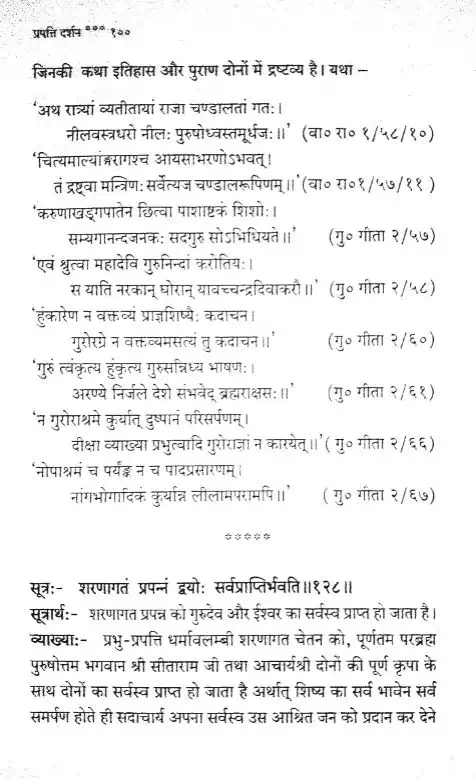 प्रपत्ति दर्शन *** १००
जिनकी कथा इतिहास और पुराण दोनों में द्रष्टव्य है। यथा –
‘अथ रात्र्यां व्यतीतायां राजा चण्डालतां गतः।
नीलवस्त्रधरो नीलः पुरुषोध्वस्तमूर्धजः॥’ (वा० रा० १/५८/१०)
‘चित्यमाल्यांङ्गरागश्च आयसाभरणोऽभवत्।
तं द्रष्ट्वा मन्त्रिणः सर्वेत्यज चण्डालरूपिणम्॥’ (वा० रा०१/५७/११ )
‘करुणाखड्गपातेन छित्वा पाशाष्टकं शिशोः।
सम्यगानन्दजनकः सदगुरु सोऽभिधियते॥’ (गु० गीता २/५७)
‘एवं श्रुत्वा महादेवि गुरुनिन्दां करोतियः।
स याति नरकान् घोरान् यावच्चन्द्रदिवाकरौ॥’ (गु० गीता २/५८)
‘हुंकारेण न वक्तव्यं प्राज्ञशिष्यैः कदाचन।
गुरोरग्रे न वक्तव्यमसत्यं तु कदाचन॥’ (गु० गीता २/६०)
‘गुरुं त्वंकृत्य हुंकृत्य गुरुसन्निध्य भाषणः।
अरण्ये निर्जले देशे संभवेद् ब्रह्मराक्षसः॥’ (गु० गीता २/६१)
‘न गुरोराश्रमे कुर्यात् दुष्पानं परिसर्पणम्।
दीक्षा व्याख्या प्रभुत्वादि गुरोराज्ञां न कारयेत्॥’ ( गु० गीता २/६६)
‘नोपाश्रमं च पर्यङ्क न च पादप्रसारणम्।
नांगभोगादिकं कुर्यान्न लीलामपरामपि॥’ ( गु० गीता २/६७)
*****
सूत्रः- शरणागतं प्रपन्नं द्वयोः सर्वप्राप्तिर्भवति॥१२८॥
सूत्रार्थः- शरणागत प्रपन्न को गुरुदेव और ईश्वर का सर्वस्व प्राप्त हो जाता है।
व्याख्याः- प्रभु-प्रपत्ति धर्मावलम्बी शरणागत चेतन को, पूर्णतम परब्रह्म
पुरुषोत्तम भगवान श्री सीताराम जी तथा आचार्यश्री दोनों की पूर्ण कृपा के
साथ दोनों का सर्वस्व प्राप्त हो जाता है अर्थात् शिष्य का सर्व भावेन सर्व
समर्पण होते ही सदाचार्य अपना सर्वस्व उस आश्रित जन को प्रदान कर देने